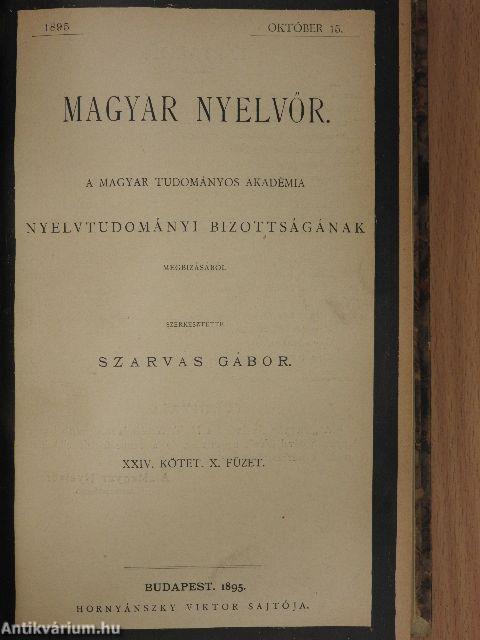 1895 OKTÓBER 15.
MAGYAR NYELVŐR.
A MAGYAR TUDOMÁNYOS AKADÉMIA
NYELVTUDOMÁNYI BIZOTTSÁGÁNAK
MEGBIZÁSÁBÓL
SZERKESZTETTE
SZARVAS GÁBOR.
XXIV. KÖTET. X. FÜZET.
BUDAPEST. 1895.
HORNYÁNSZKY VIKTOR SAJTÓJA.
Antikvárium.hu